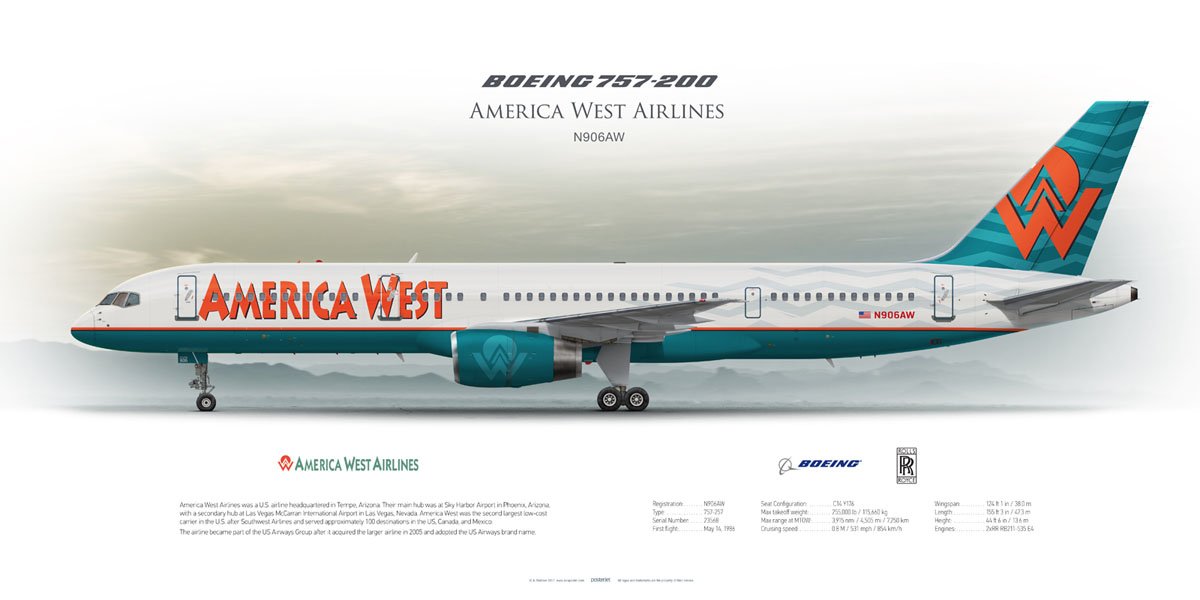 BOEING 757-200
AMERICA WEST AIRLINES
N906AW
AMERICA WEST
N906AW
AMERICA WEST AIRLINES
BOEING
ROLLS
RR
ROYCE
America West Airlines was a U.S. airline headquartered in Tempe, Arizona. Their main hub was at Sky Harbor Airport in Phoenix, Arizona,
with a secondary hub at Las Vegas McCarran International Airport in Las Vegas, Nevada. America West was the second largest low-cost
carrier in the U.S. after Southwest Airlines and served approximately 100 destinations in the US, Canada, and Mexico.
The airline became part of the US Airways Group after it acquired the larger airline in 2005 and adopted the US Airways brand name.
Registration: N906AW
Type: 757-257
Serial Number: 23568
First flight: May 14, 1986
Seat Configuration: C14 Y176
Max takeoff weight: 255,000 lb / 115,660 kg
Max range at MTOW: 3,915 nmi / 4,505 mi / 7,250 km
Cruising speed: 0.8 M / 531 mph / 854 km/h
Wingspan: 124 ft 1 in / 38.0 m
Length: 155 ft 3 in / 47.3 m
Height: 44 ft 6 in / 13.6 m
Engines: 2xRR RB211-535 E4
posterjet